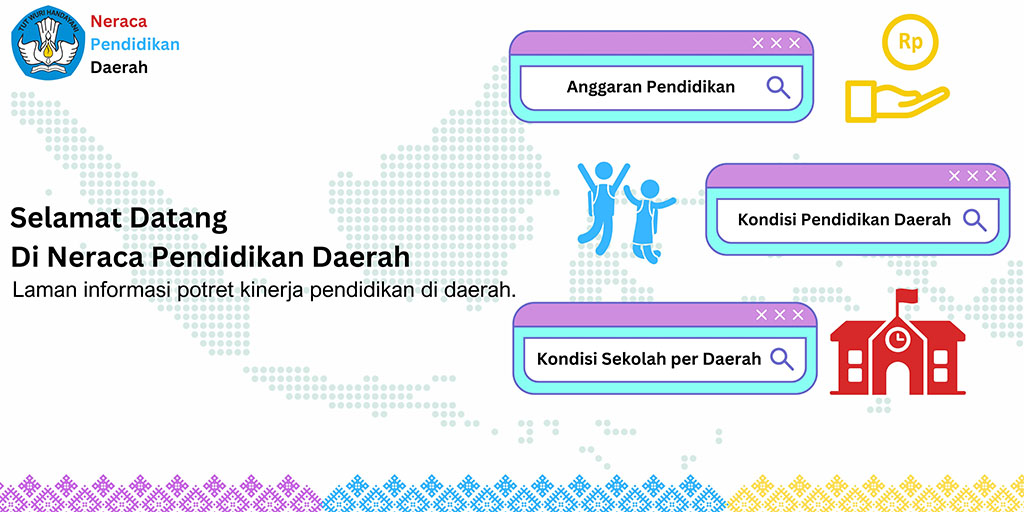 TUT WURI HANDAYANI
Neraca
Pendidikan
Daerah
Anggaran Pendidikan
Rp
Kondisi Pendidikan Daerah
Selamat Datang
Di Neraca Pendidikan Daerah
Laman informasi potret kinerja pendidikan di daerah.
Kondisi Sekolah per Daerah